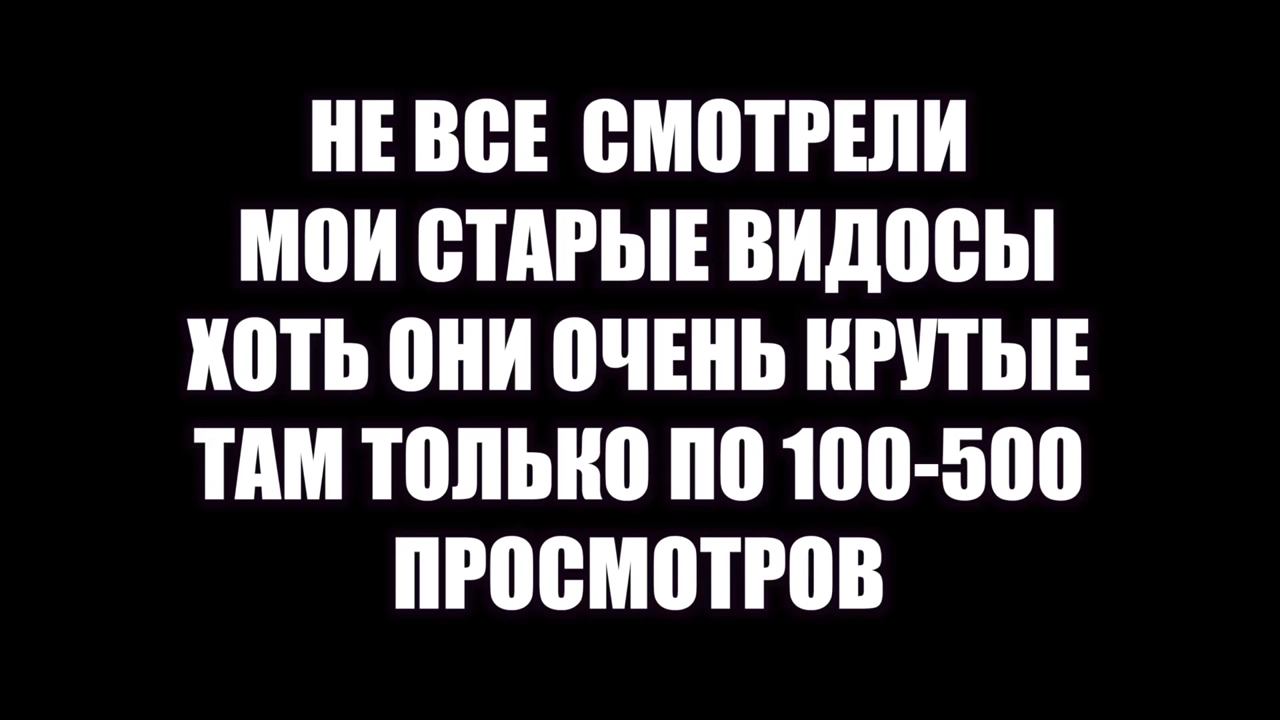 НЕ ВСЕ  СМОТРЕЛИ
МОИ СТАРЫЕ ВИДОСЫ
ХОТЬ ОНИ ОЧЕНЬ КРУТЫЕ
ТАМ ТОЛЬКО ПО 100-500
ПРОСМОТРОВ